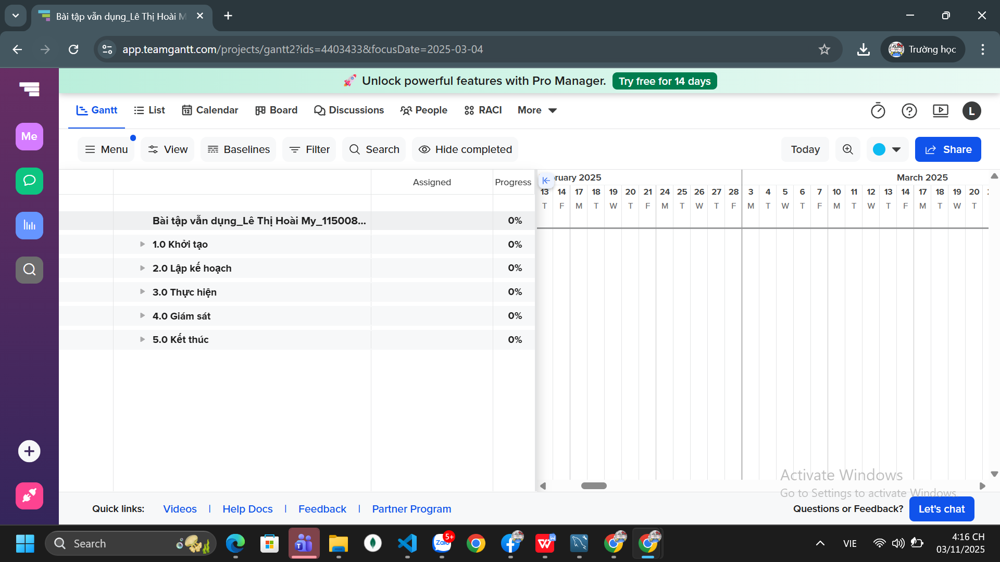 Bài tập vẫn dụng_Lê Thị Hoài M
app.teamgantt.com/projects/gantt2?ids=4403433&focusDate=2025-03-04
Trường học
🚀 Unlock powerful features with Pro Manager. Try free for 14 days
Gantt List Calendar Board Discussions People RACI More
L
Me
Menu View Baselines Filter Search Hide completed Today Share
Assigned Progress
ruary 2025 March 2025
13 14 17 18 19 20 21 24 25 26 27 28 3 4 5 6 7 10 11 12 13 14 17 18 19 20
T F M T W T F M T W T F M T W T F M T W T F M T W T
Bài tập vẫn dụng_Lê Thị Hoài My_115008... 0%
1.0 Khởi tạo 0%
2.0 Lập kế hoạch 0%
3.0 Thực hiện 0%
4.0 Giám sát 0%
5.0 Kết thúc 0%
Activate Windows
Go to Settings to activate Windows.
Quick links: Videos | Help Docs | Feedback | Partner Program Questions or Feedback? Let's chat
Search
Zalo 5+
VIE
4:16 CH
03/11/2025